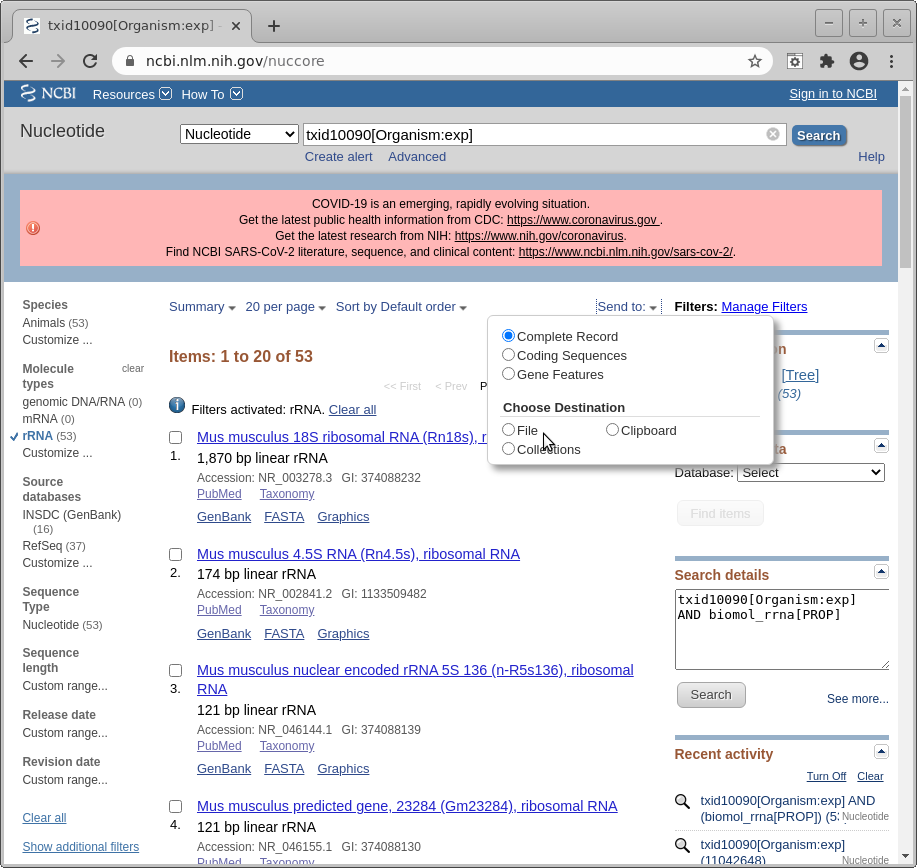 txid10090[Organism:exp] -
ncbi.nlm.nih.gov/nuccore
NCBI Resources How To Sign in to NCBI
Nucleotide
Nucleotide txid10090[Organism:exp] Search
Create alert Advanced Help
COVID-19 is an emerging, rapidly evolving situation.
Get the latest public health information from CDC: https://www.coronavirus.gov .
Get the latest research from NIH: https://www.nih.gov/coronavirus.
Find NCBI SARS-CoV-2 literature, sequence, and clinical content: https://www.ncbi.nlm.nih.gov/sars-cov-2/.
Species
Animals (53)
Customize ...
Molecule types clear
genomic DNA/RNA (0)
mRNA (0)
rRNA (53)
Customize ...
Source
databases
INSDC (GenBank)
(16)
RefSeq (37)
Customize ...
Sequence
Type
Nucleotide (53)
Sequence
length
Custom range...
Release date
Custom range...
Revision date
Custom range...
Clear all
Show additional filters
Summary 20 per page Sort by Default order Send to:
Complete Record
Coding Sequences
Gene Features
Choose Destination
File Clipboard
Collections
Items: 1 to 20 of 53
<< First < Prev P
Filters activated: rRNA. Clear all
Mus musculus 18S ribosomal RNA (Rn18s), r
1. 1,870 bp linear rRNA
Accession: NR_003278.3 GI: 374088232
PubMed Taxonomy
GenBank FASTA Graphics
Mus musculus 4.5S RNA (Rn4.5s), ribosomal RNA
2. 174 bp linear rRNA
Accession: NR_002841.2 GI: 1133509482
PubMed Taxonomy
GenBank FASTA Graphics
Mus musculus nuclear encoded rRNA 5S 136 (n-R5s136), ribosomal
3. RNA
121 bp linear rRNA
Accession: NR_046144.1 GI: 374088139
PubMed Taxonomy
GenBank FASTA Graphics
Mus musculus predicted gene, 23284 (Gm23284), ribosomal RNA
4. 121 bp linear rRNA
Accession: NR_046155.1 GI: 374088130
PubMed Taxonomy
Filters: Manage Filters
n
[Tree]
(53)
ta
Database: Select
Find items
Search details
txid10090[Organism:exp]
AND biomol_rrna[PROP]
Search See more...
Recent activity
Turn Off Clear
txid10090[Organism:exp] AND
(biomol_rrna[PROP]) (53 Nucleotide
txid10090[Organism:exp]
(11042648) Nucleotide